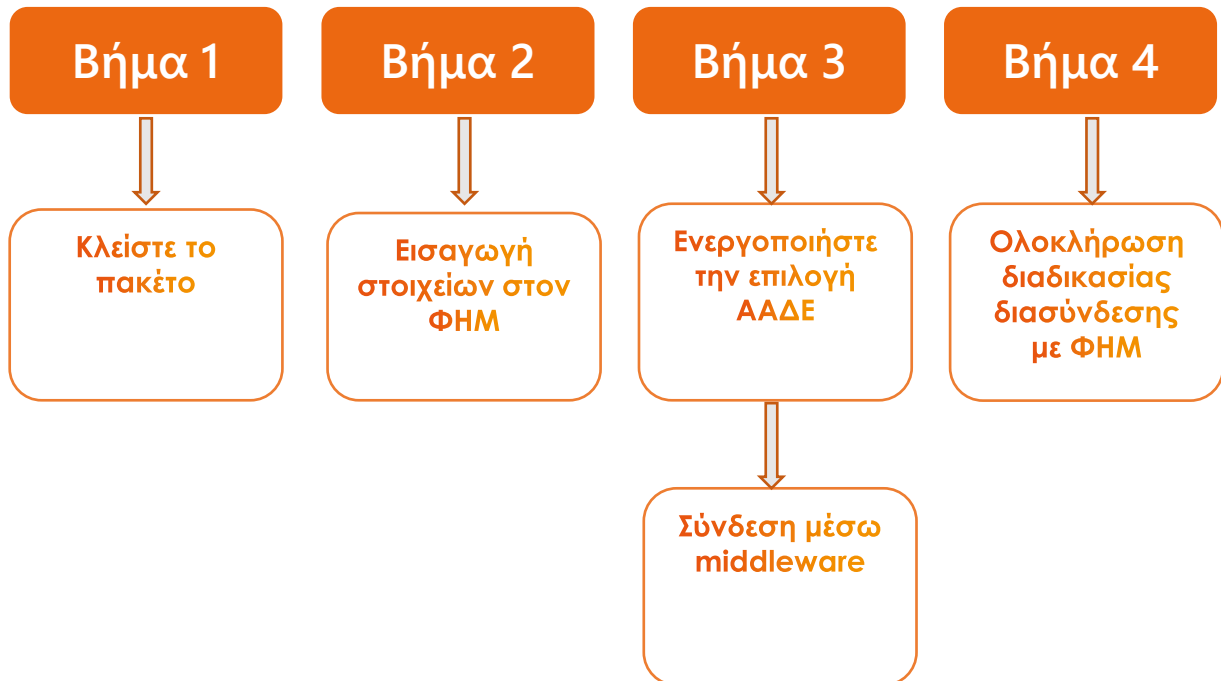 Βήμα 1
Βήμα 2
Βήμα 3
Βήμα 4
Κλείστε το
πακέτο
Εισαγωγή
στοιχείων στον
ΦΗΜ
Ενεργοποιήστε
την επιλογή
ΑΑΔΕ
Ολοκλήρωση
διαδικασίας
διασύνδεσης
με ΦΗΜ
Σύνδεση μέσω
middleware